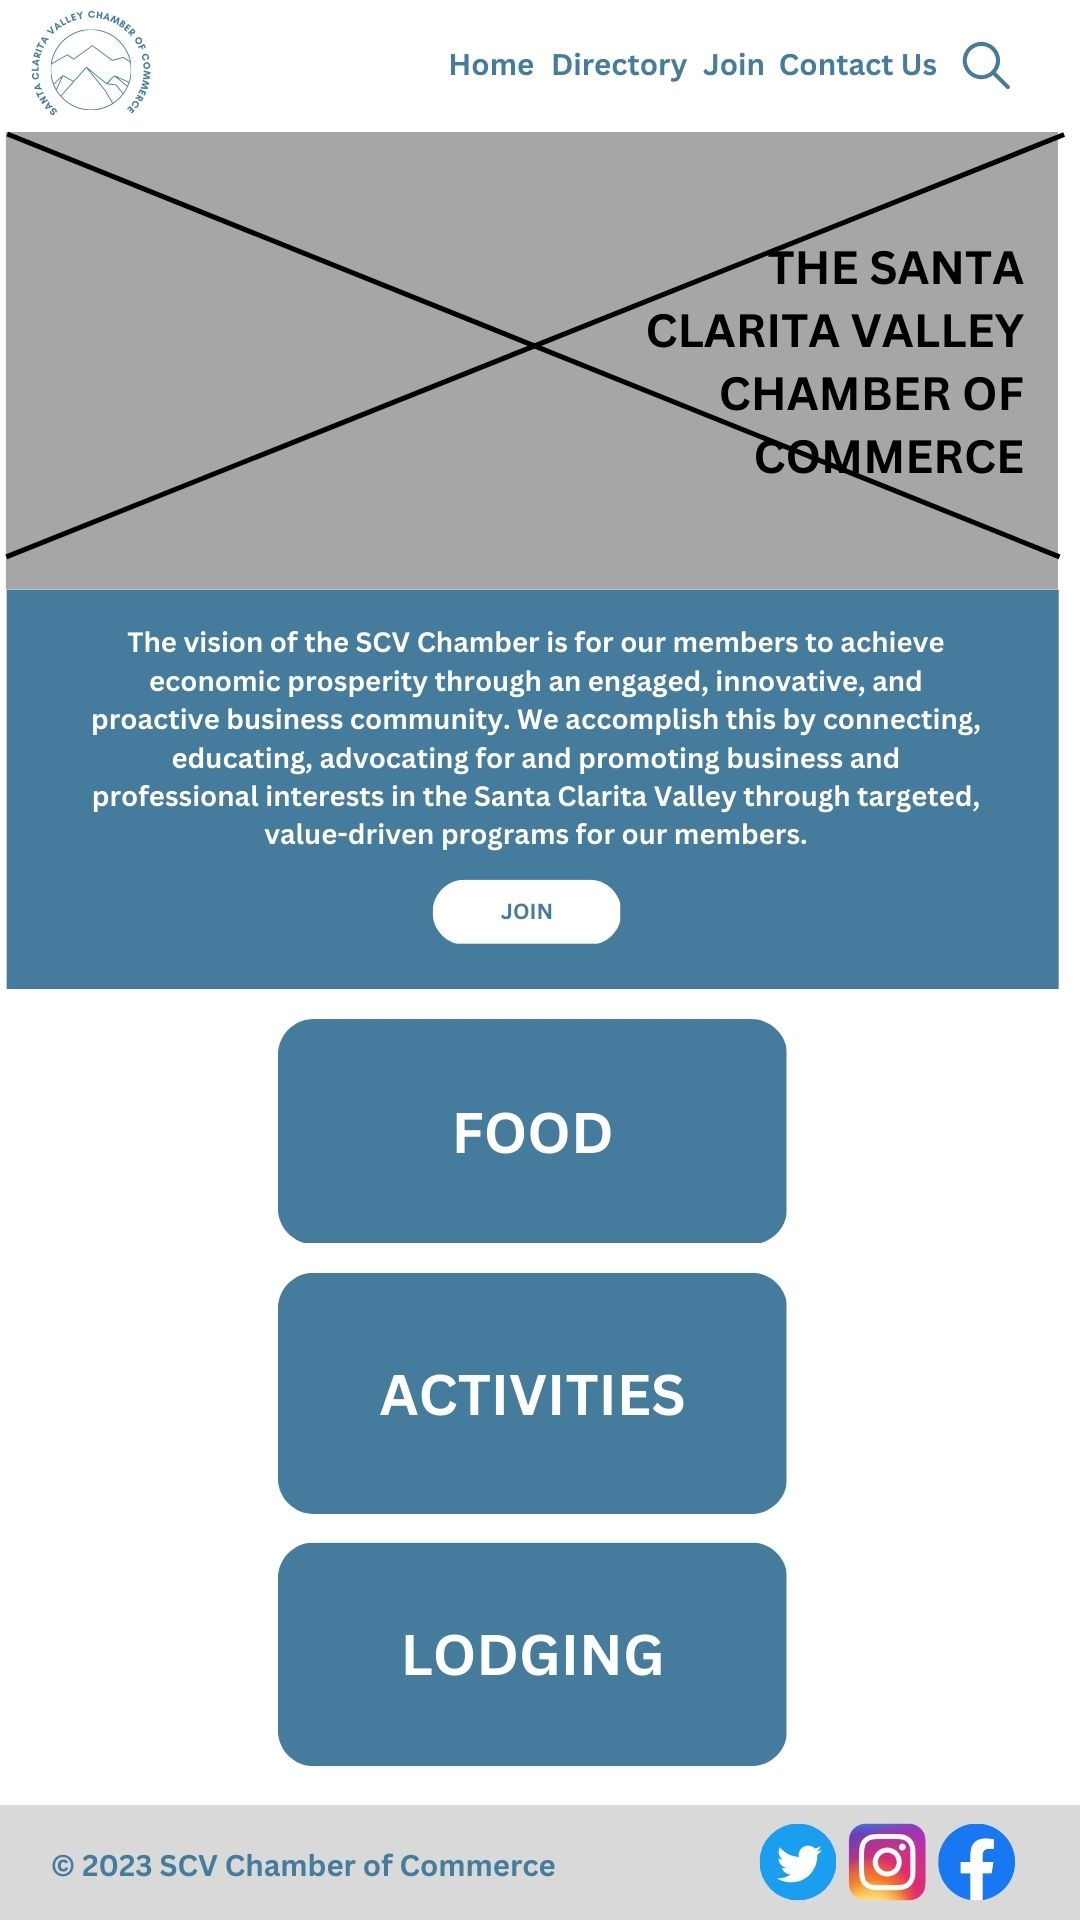 SANTA CLARITA VALLEY CHAMBER OF COMMERCE
Home Directory Join Contact Us
THE SANTA
CLARITA VALLEY
CHAMBER OF
COMMERCE
The vision of the SCV Chamber is for our members to achieve
economic prosperity through an engaged, innovative, and
proactive business community. We accomplish this by connecting,
educating, advocating for and promoting business and
professional interests in the Santa Clarita Valley through targeted,
value-driven programs for our members.
JOIN
FOOD
ACTIVITIES
LODGING
© 2023 SCV Chamber of Commerce